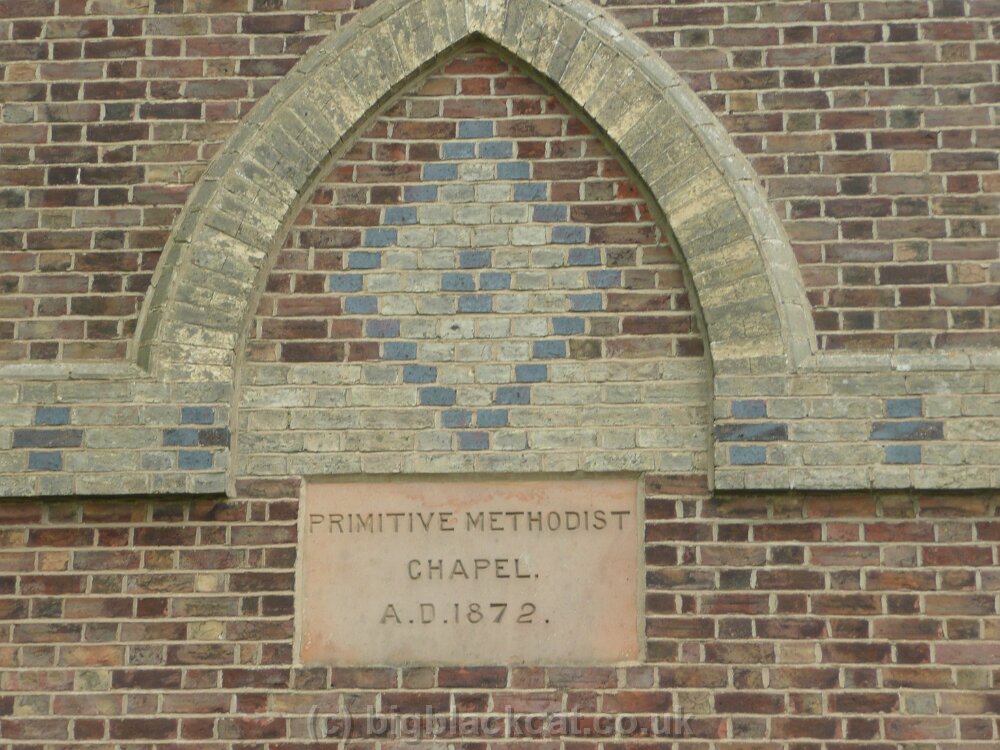 PRIMITIVE METHODIST
CHAPEL.
A.D.1872.
(c) bigblackcat.co.uk